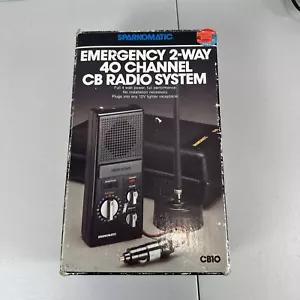 SPARKOMATIC
EMERGENCY 2-WAY
40 CHANNEL
CB RADIO SYSTEM
Full 4 watt power, full performance.
No installation necessary.
Plugs into any 12V lighter receptacle.
SPARKOMATIC
CB10